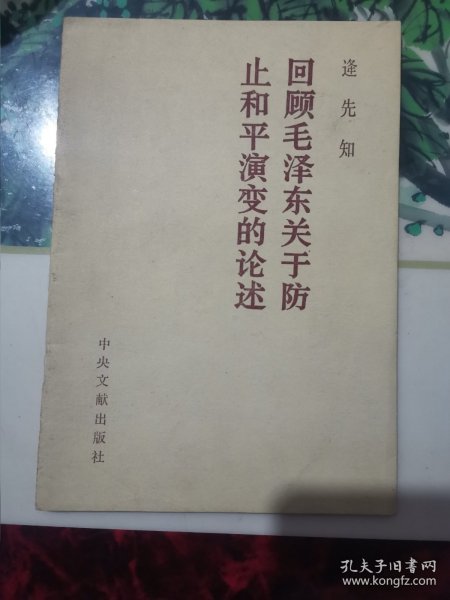 逄先知
回顾毛泽东关于防
止和平演变的论述
中央文献出版社
孔夫子旧书网
www.kongfz.com